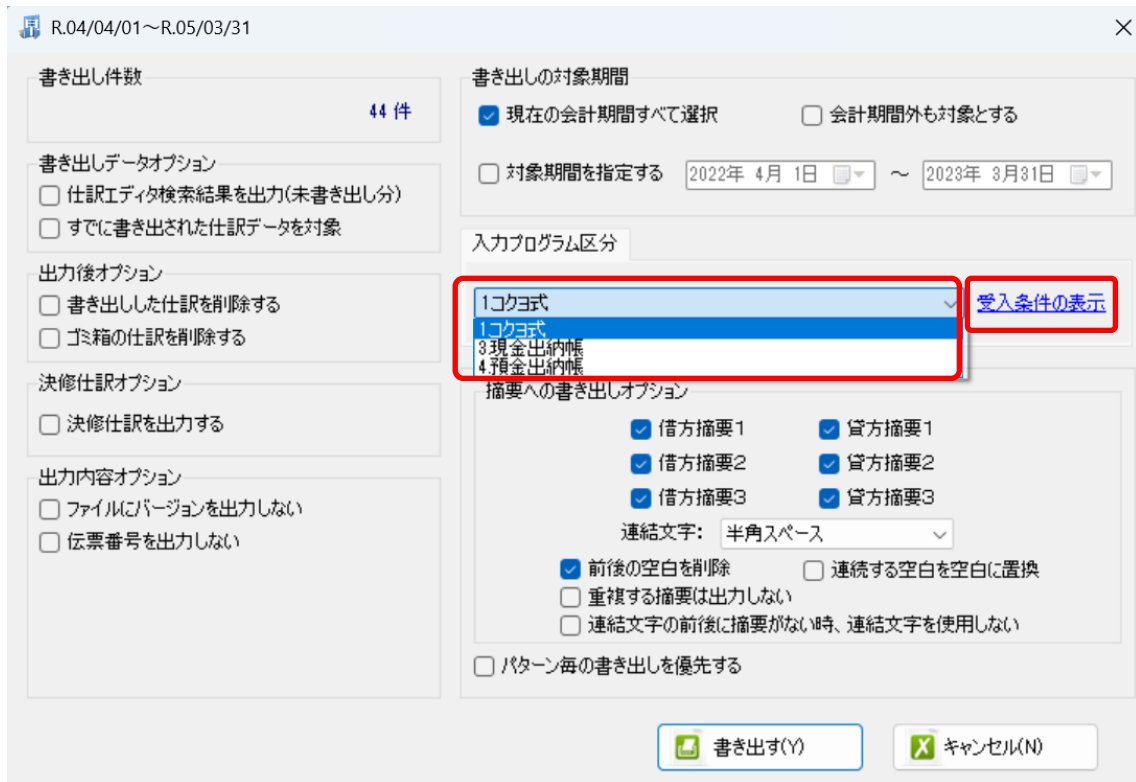 R.04/04/01～R.05/03/31
書き出し件数
44 件
書き出しデータオプション
仕訳エディタ検索結果を出力(未書き出し分)
すでに書き出された仕訳データを対象
出力後オプション
書き出しした仕訳を削除する
ゴミ箱の仕訳を削除する
決修仕訳オプション
決修仕訳を出力する
出力内容オプション
ファイルにバージョンを出力しない
伝票番号を出力しない
書き出しの対象期間
現在の会計期間すべて選択 会計期間外も対象とする
対象期間を指定する 2022年 4月 1日 ～ 2023年 3月31日
入力プログラム区分
1コクヨ式 受入条件の表示
1コクヨ式
3.現金出納帳
4.預金出納帳
摘要への書き出しオプション
借方摘要1 貸方摘要1
借方摘要2 貸方摘要2
借方摘要3 貸方摘要3
連結文字: 半角スペース
前後の空白を削除 連続する空白を空白に置換
重複する摘要は出力しない
連結文字の前後に摘要がない時、連結文字を使用しない
パターン毎の書き出しを優先する
書き出す(Y) キャンセル(N)